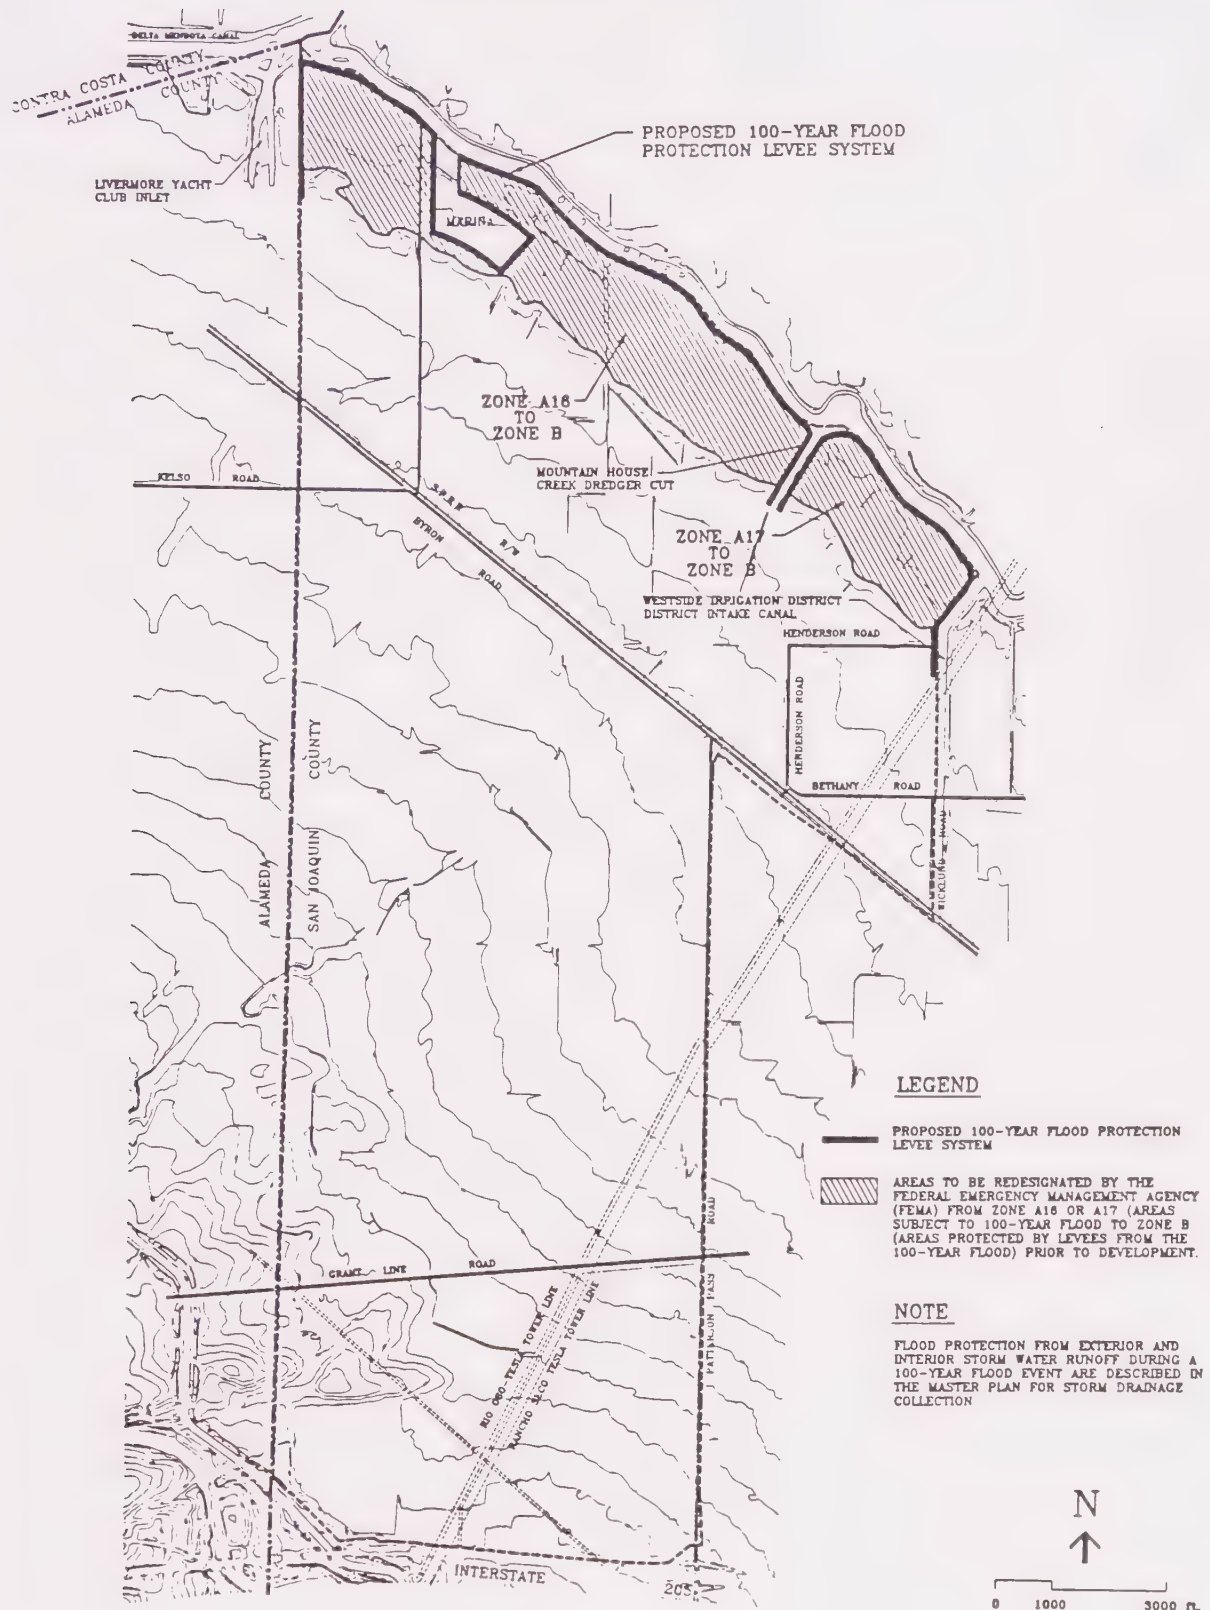 DELTA MENDOTA CANAL
CONTRA COSTA COUNTY
ALAMEDA COUNTY
PROPOSED 100-YEAR FLOOD
PROTECTION LEVEE SYSTEM
LIVERMORE YACHT
CLUB INLET
MARINA
ZONE A16
TO
ZONE B
MOUNTAIN HOUSE
CREEK DREDGER CUT
KELSO ROAD
S.P.R.R. R/W
BYRON ROAD
ZONE A17
TO
ZONE B
WESTSIDE IRRIGATION DISTRICT
DISTRICT INTAKE CANAL
HENDERSON ROAD
HENDERSON ROAD
BETHANY ROAD
WICKLUND ROAD
ALAMEDA COUNTY
SAN JOAQUIN COUNTY
LEGEND
PROPOSED 100-YEAR FLOOD PROTECTION
LEVEE SYSTEM
AREAS TO BE REDESIGNATED BY THE
FEDERAL EMERGENCY MANAGEMENT AGENCY
(FEMA) FROM ZONE A16 OR A17 (AREAS
SUBJECT TO 100-YEAR FLOOD TO ZONE B
(AREAS PROTECTED BY LEVEES FROM THE
100-YEAR FLOOD) PRIOR TO DEVELOPMENT.
GRANT LINE ROAD
PATTERSON PASS ROAD
RIO OSO-TESLA TOWER LINE
RANCHO SECO TESLA TOWER LINE
NOTE
FLOOD PROTECTION FROM EXTERIOR AND
INTERIOR STORM WATER RUNOFF DURING A
100-YEAR FLOOD EVENT ARE DESCRIBED IN
THE MASTER PLAN FOR STORM DRAINAGE
COLLECTION
INTERSTATE 205
N
0 1000 3000 ft.